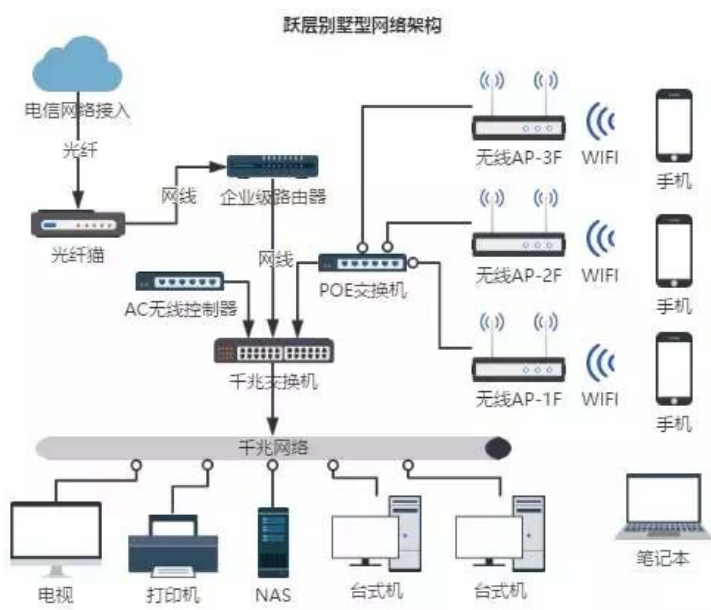 跃层别墅型网络架构
电信网络接入
光纤
光纤猫
网线
企业级路由器
网线
AC无线控制器
POE交换机
千兆交换机
无线AP-3F
WIFI
手机
无线AP-2F
WIFI
手机
无线AP-1F
WIFI
手机
千兆网络
电视
打印机
NAS
台式机
台式机
笔记本